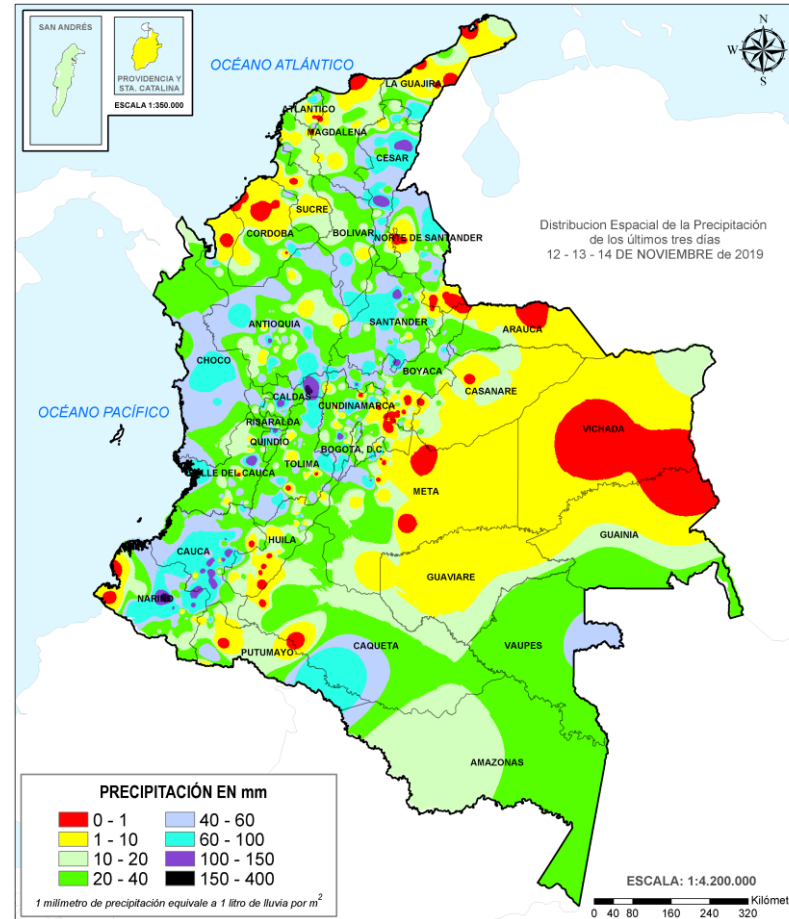 SAN ANDRÉS
PROVIDENCIA Y
STA. CATALINA
ESCALA 1:350.000
OCÉANO ATLÁNTICO
N
W
E
S
LA GUAJIRA
ATLANTICO
MAGDALENA
CESAR
SUCRE
CORDOBA
BOLIVAR
NORTE DE SANTANDER
Distribucion Espacial de la Precipitación
de los últimos tres días
12 - 13 - 14 DE NOVIEMBRE de 2019
ANTIOQUIA
SANTANDER
ARAUCA
CHOCO
BOYACA
CASANARE
CALDAS
CUNDINAMARCA
OCÉANO PACÍFICO
RISARALDA
VICHADA
QUINDIO
BOGOTA, D.C.
TOLIMA
VALLE DEL CAUCA
META
HUILA
GUAINIA
CAUCA
GUAVIARE
NARIÑO
CAQUETA
VAUPES
PUTUMAYO
AMAZONAS
PRECIPITACIÓN EN mm
0 - 1
40 - 60
1 - 10
60 - 100
10 - 20
100 - 150
20 - 40
150 - 400
1 milímetro de precipitación equivale a 1 litro de lluvia por m²
ESCALA: 1:4.200.000
Kilómet
0 40 80 160 240 320